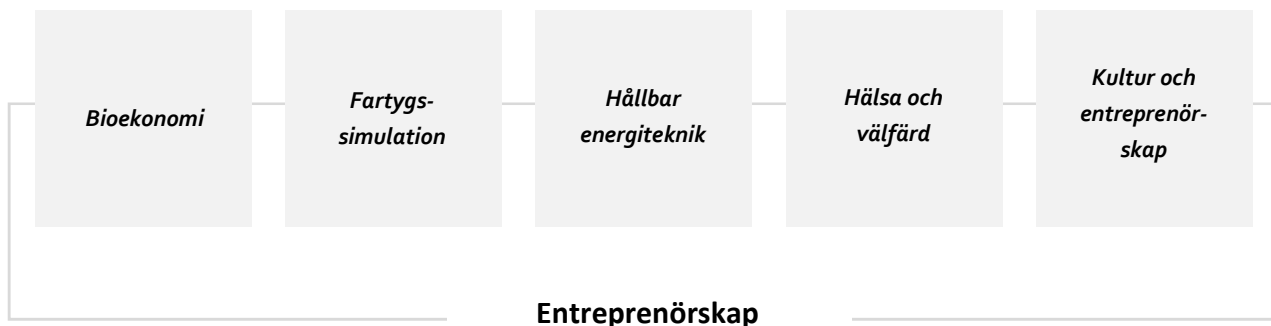 Bioekonomi
Fartygs-
simulation
Hållbar
energiteknik
Hälsa och
välfärd
Kultur och
entreprenör-
skap
Entreprenörskap